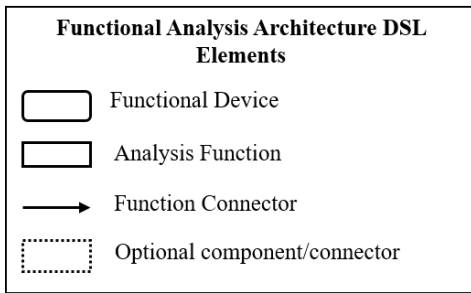 Functional Analysis Architecture DSL
Elements
Functional Device
Analysis Function
Function Connector
Optional component/connector